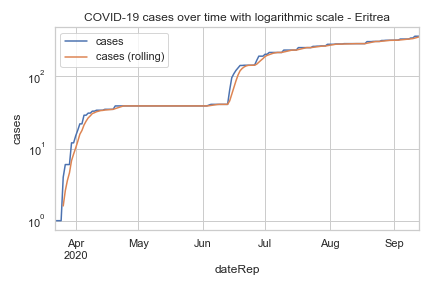 COVID-19 cases over time with logarithmic scale - Eritrea
cases
cases (rolling)
10²
10¹
10⁰
cases
Apr
2020
May
Jun
Jul
Aug
Sep
dateRep